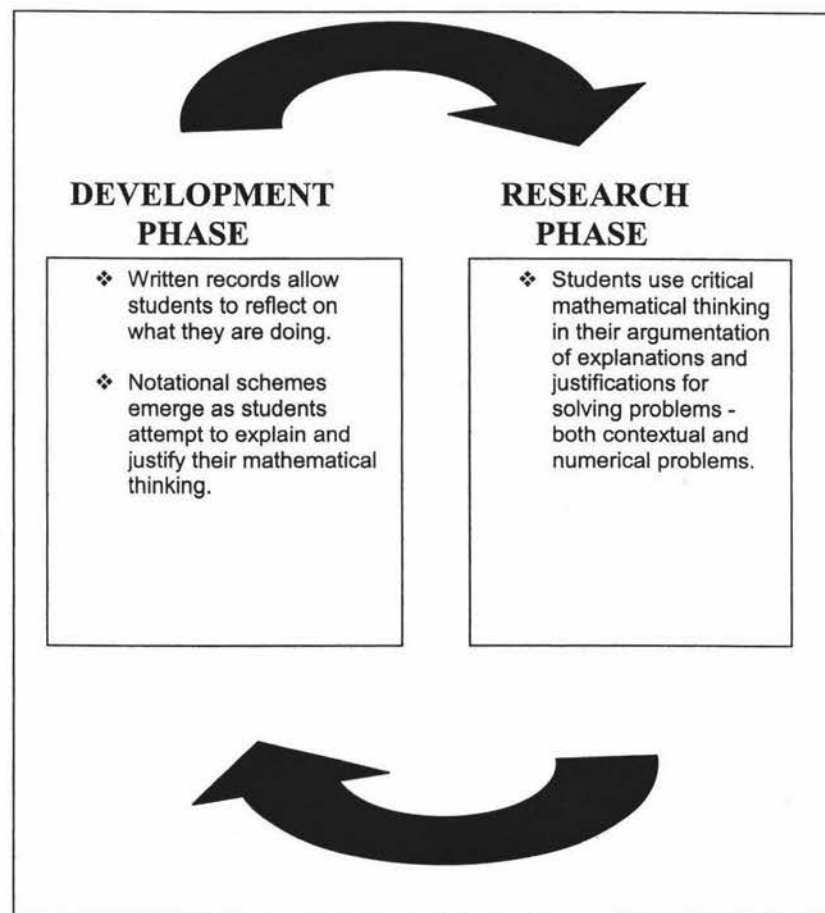 DEVELOPMENT
PHASE
❖ Written records allow
students to reflect on
what they are doing.
❖ Notational schemes
emerge as students
attempt to explain and
justify their mathematical
thinking.
RESEARCH
PHASE
❖ Students use critical
mathematical thinking
in their argumentation
of explanations and
justifications for
solving problems -
both contextual and
numerical problems.